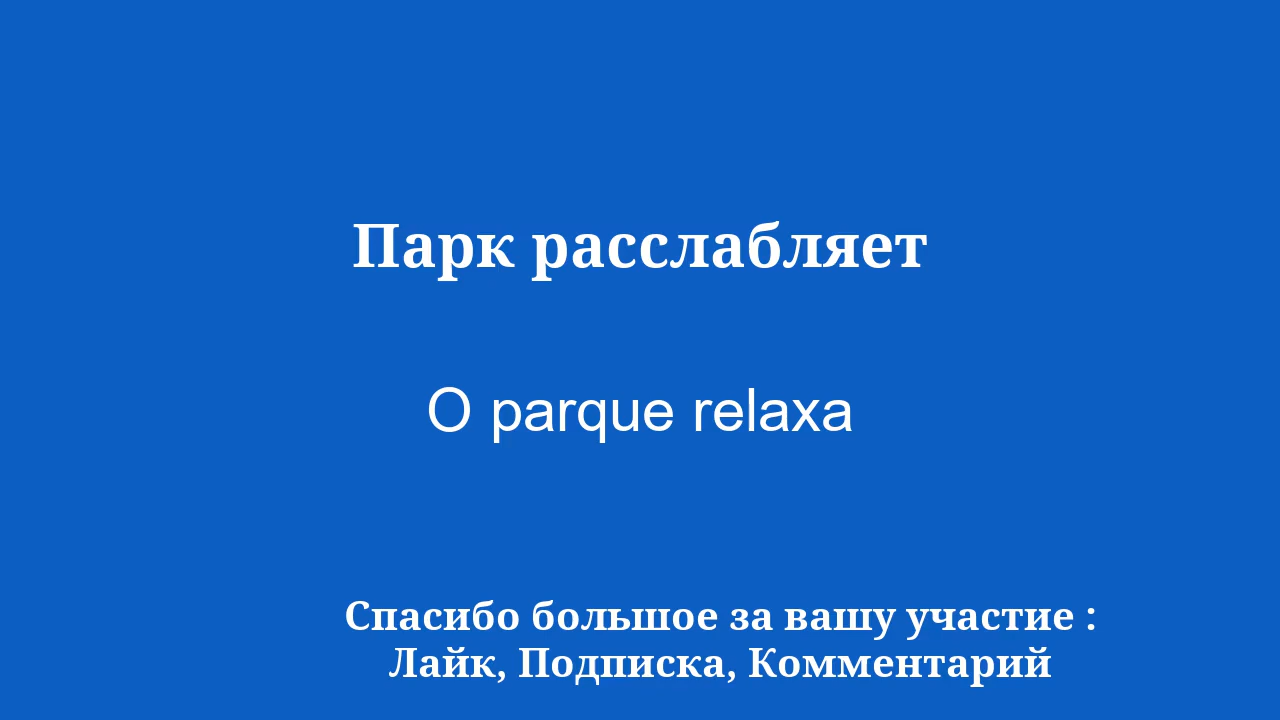 Парк расслабляет
O parque relaxa
Спасибо большое за вашу участие :
Лайк, Подписка, Комментарий